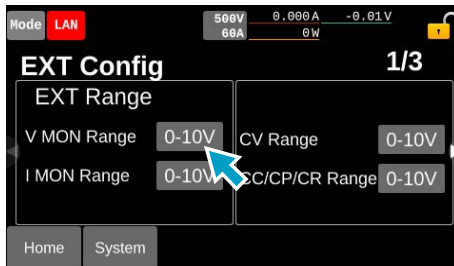 Mode LAN 500V 0.000A -0.01V
60A 0W
EXT Config 1/3
EXT Range
V MON Range 0-10V CV Range 0-10V
I MON Range 0-10V CC/CP/CR Range 0-10V
Home System